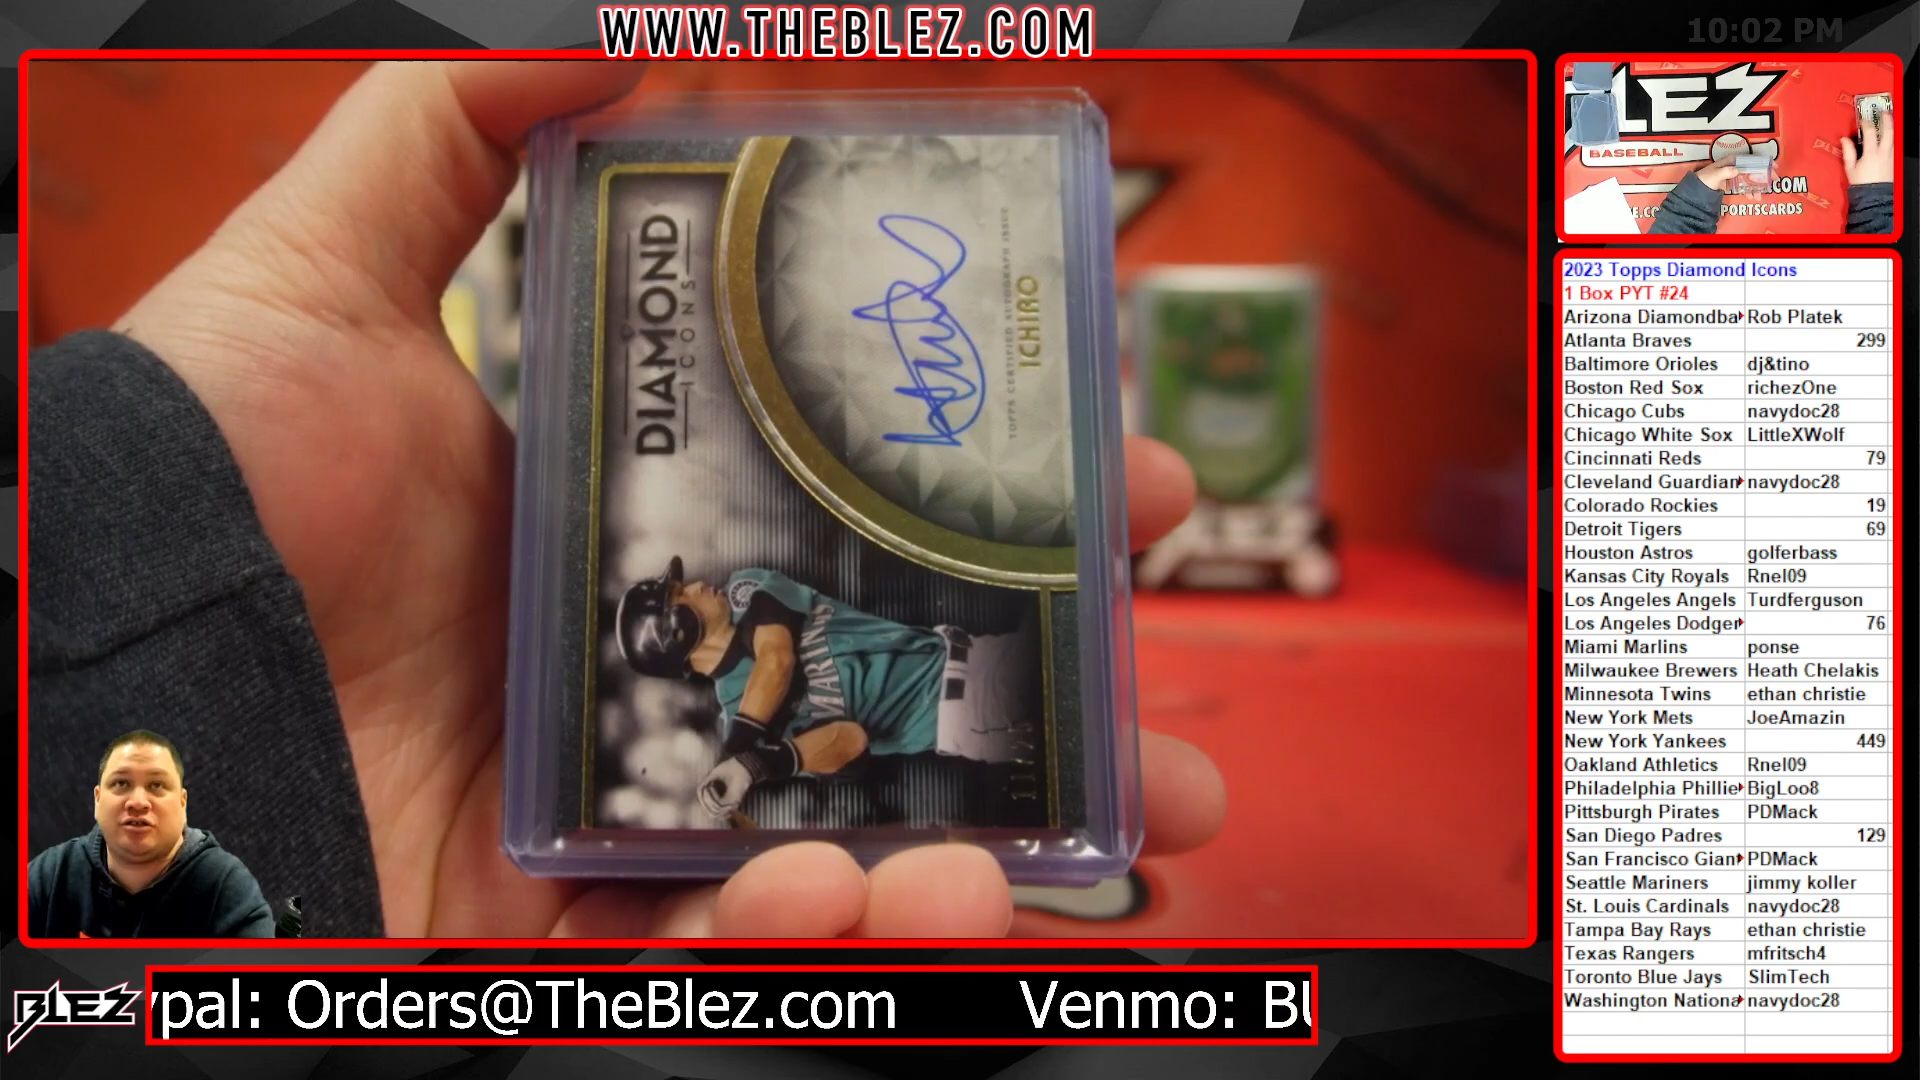 WWW.THEBLEZ.COM
10:02 PM
DIAMOND
ICONS
TOPPS CERTIFIED AUTOGRAPH ISSUE
ICHIRO
MARIN
LEZ
BASEBALL
.COM
PORTSCARDS
2023 Topps Diamond Icons
1 Box PYT #24
Arizona Diamondba Rob Platek
Atlanta Braves 299
Baltimore Orioles dj&tino
Boston Red Sox richezOne
Chicago Cubs navydoc28
Chicago White Sox LittleXWolf
Cincinnati Reds 79
Cleveland Guardian navydoc28
Colorado Rockies 19
Detroit Tigers 69
Houston Astros golferbass
Kansas City Royals Rnel09
Los Angeles Angels Turdferguson
Los Angeles Dodger 76
Miami Marlins ponse
Milwaukee Brewers Heath Chelakis
Minnesota Twins ethan christie
New York Mets JoeAmazin
New York Yankees 449
Oakland Athletics Rnel09
Philadelphia Phillie BigLoo8
Pittsburgh Pirates PDMack
San Diego Padres 129
San Francisco Giant PDMack
Seattle Mariners jimmy koller
St. Louis Cardinals navydoc28
Tampa Bay Rays ethan christie
Texas Rangers mfritsch4
Toronto Blue Jays SlimTech
Washington Nationa navydoc28
BLEZ
ypal: Orders@TheBlez.com Venmo: Bl